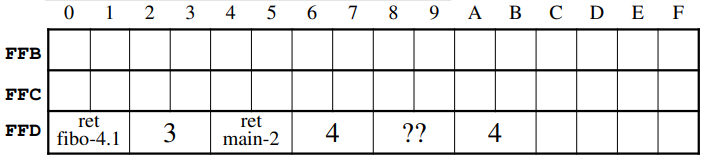 0 1 2 3 4 5 6 7 8 9 A B C D E F
FFB
FFC
FFD ret fibo-4.1 3 ret main-2 4 ?? 4